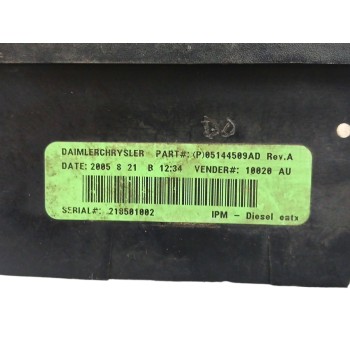 DAIMLERCHRYSLER PART#: (P)05144509AD Rev.A
DATE: 2005 8 21 B 12:34 VENDER#: 10020 AU
SERIAL#: 218501002 IPM - Diesel eatx